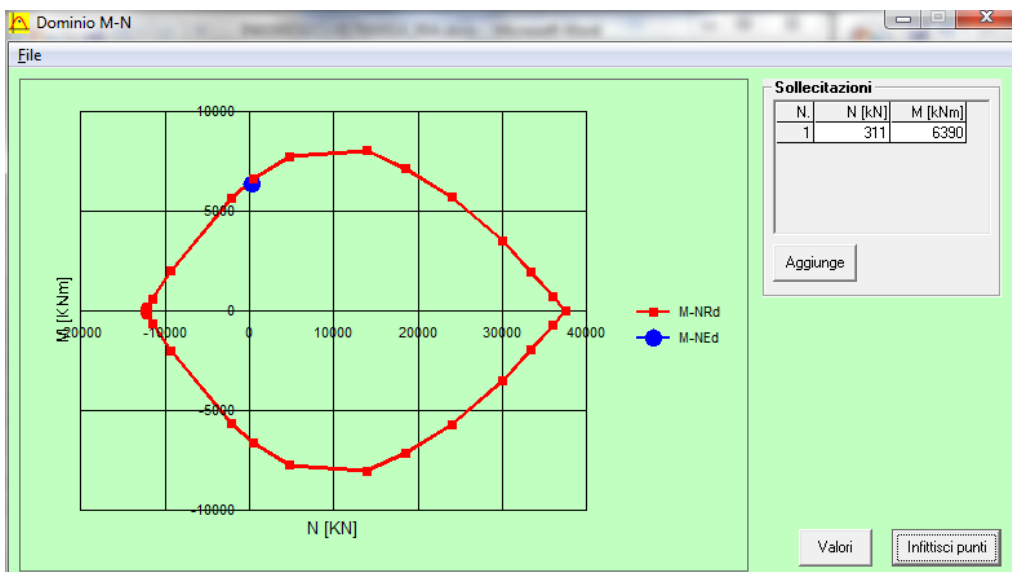 Dominio M-N
File
10000
5000
0
-20000
-10000
0
10000
20000
30000
40000
-5000
-10000
M [KNm]
N [KN]
M-NRd
M-NEd
Sollecitazioni
N. N [kN] M [kNm]
1 311 6390
Aggiunge
Valori
Infittisci punti